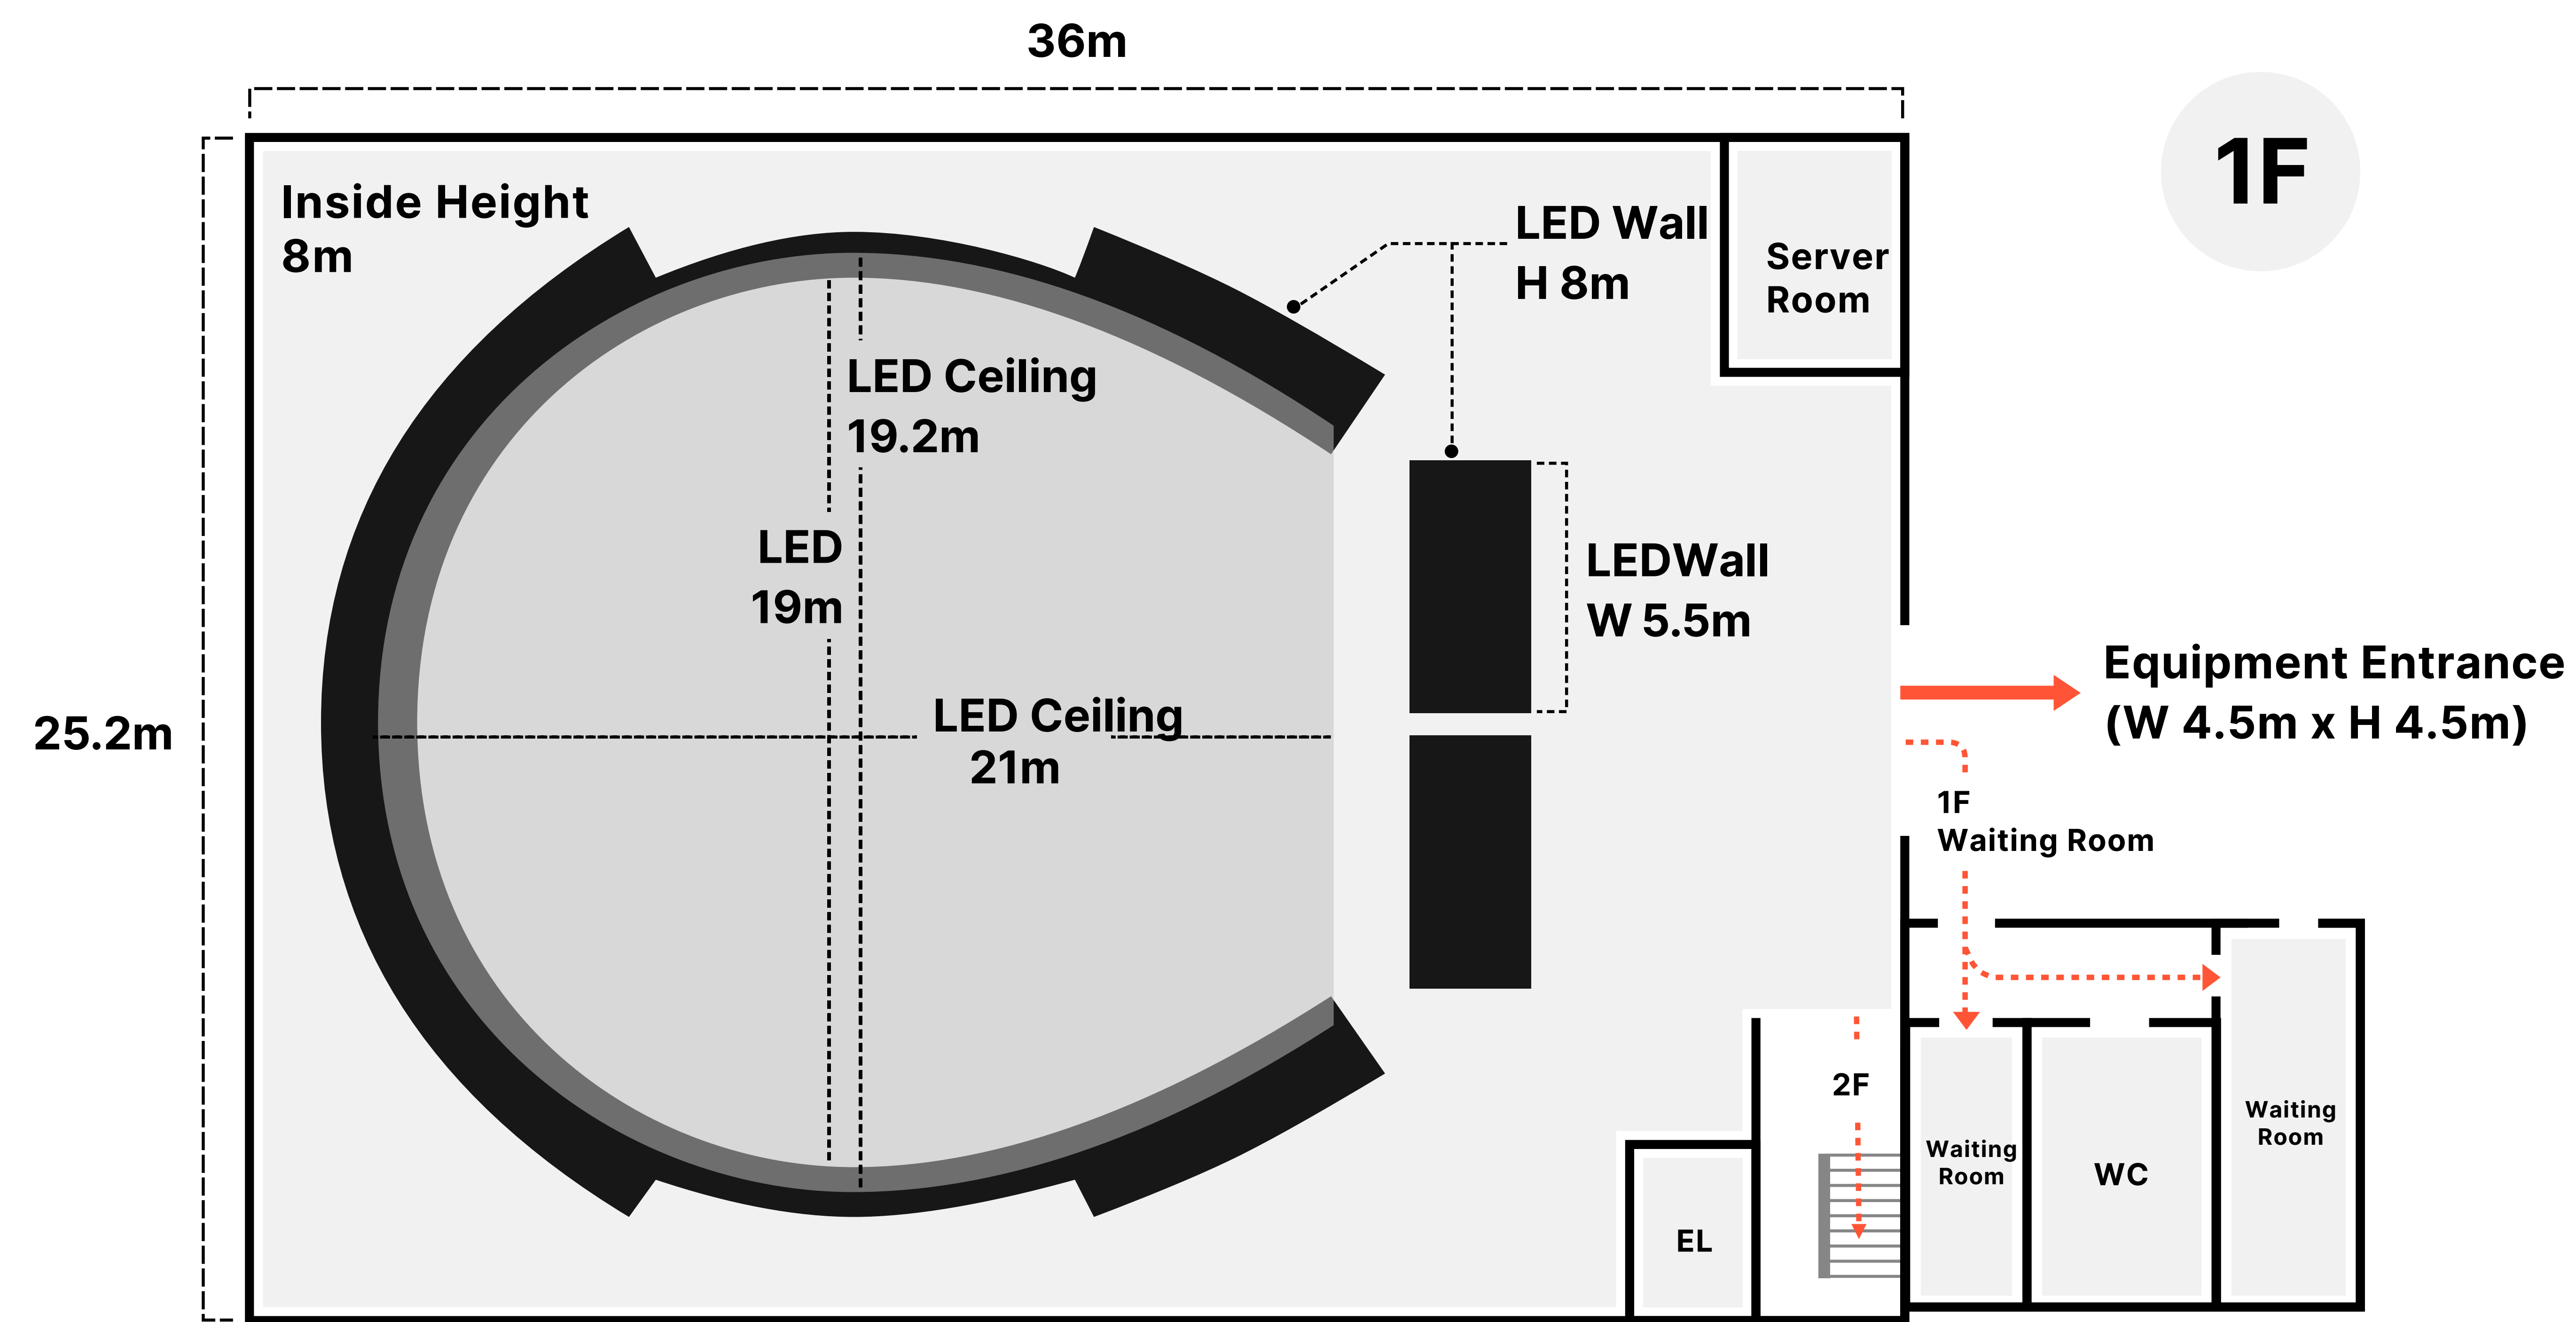 36m
1F
Inside Height
8m
LED Wall
H 8m
Server
Room
LED Ceiling
19.2m
LED
19m
LEDWall
W 5.5m
Equipment Entrance
(W 4.5m x H 4.5m)
25.2m
LED Ceiling
21m
1F
Waiting Room
2F
Waiting
Room
WC
Waiting
Room
EL